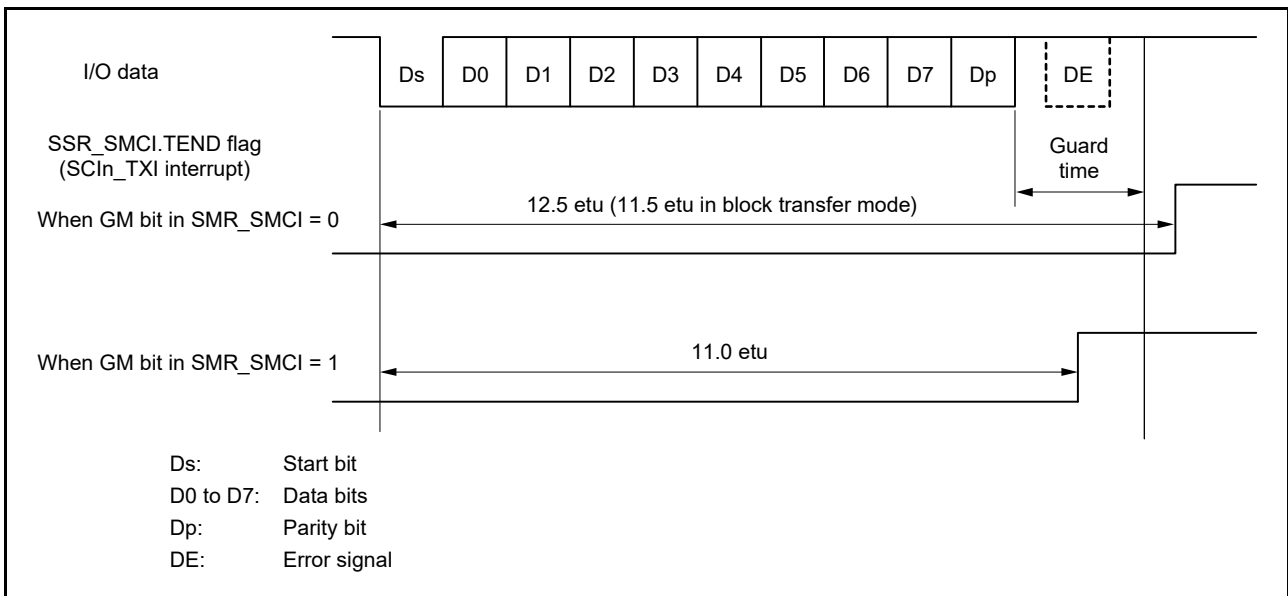 I/O data
Ds D0 D1 D2 D3 D4 D5 D6 D7 Dp DE
SSR_SMCI.TEND flag
(SCIn_TXI interrupt)
Guard
time
When GM bit in SMR_SMCI = 0
12.5 etu (11.5 etu in block transfer mode)
When GM bit in SMR_SMCI = 1
11.0 etu
Ds: Start bit
D0 to D7: Data bits
Dp: Parity bit
DE: Error signal